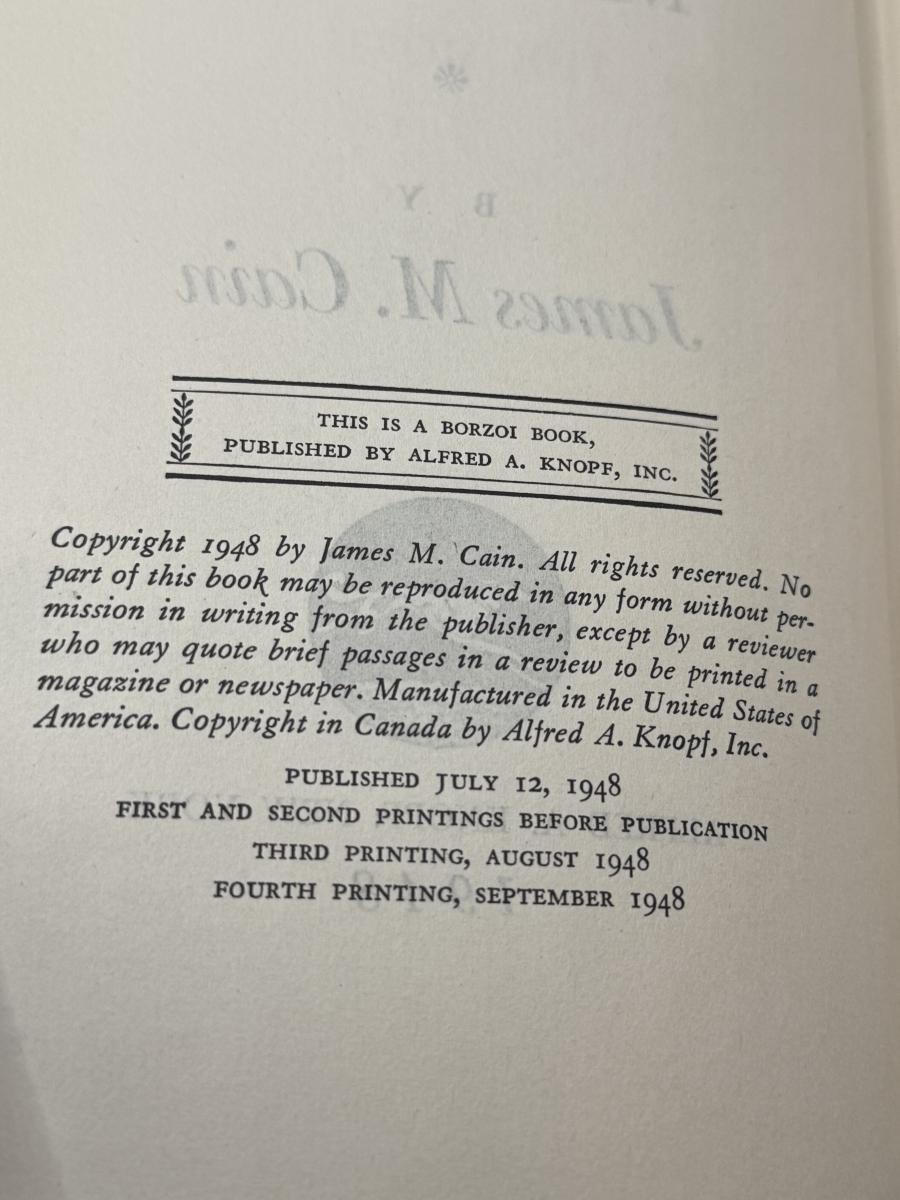 BY
James M. Cain
THIS IS A BORZOI BOOK,
PUBLISHED BY ALFRED A. KNOPF, INC.
Copyright 1948 by James M. Cain. All rights reserved. No
part of this book may be reproduced in any form without per-
mission in writing from the publisher, except by a reviewer
who may quote brief passages in a review to be printed in a
magazine or newspaper. Manufactured in the United States of
America. Copyright in Canada by Alfred A. Knopf, Inc.
PUBLISHED JULY 12, 1948
FIRST AND SECOND PRINTINGS BEFORE PUBLICATION
THIRD PRINTING, AUGUST 1948
FOURTH PRINTING, SEPTEMBER 1948